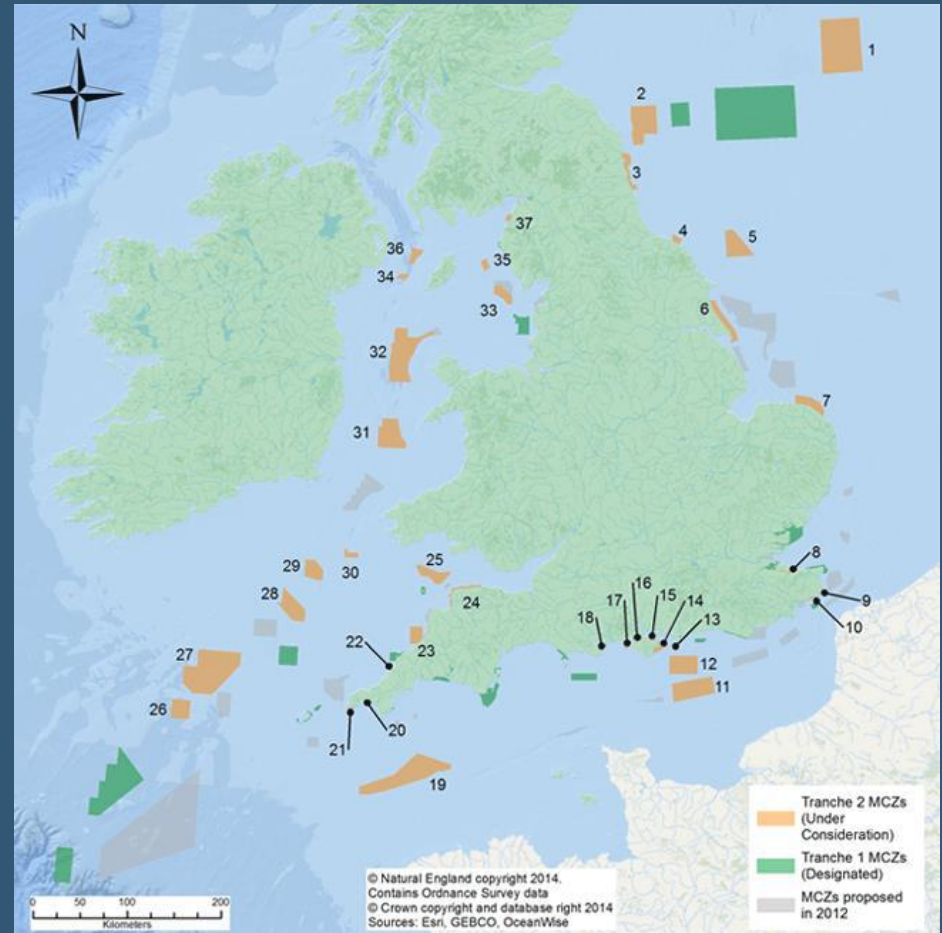 N
1
2
3
37
4
5
36
35
34
33
6
32
7
31
8
25
30
29
16
9
24
15
28
17
14
10
18
13
22
23
27
12
11
26
20
21
19
Tranche 2 MCZs
(Under
Consideration)
Tranche 1 MCZs
(Designated)
MCZs proposed
in 2012
© Natural England copyright 2014.
Contains Ordnance Survey data
© Crown copyright and database right 2014
Sources: Esri, GEBCO, OceanWise
0 50 100 200
Kilometers